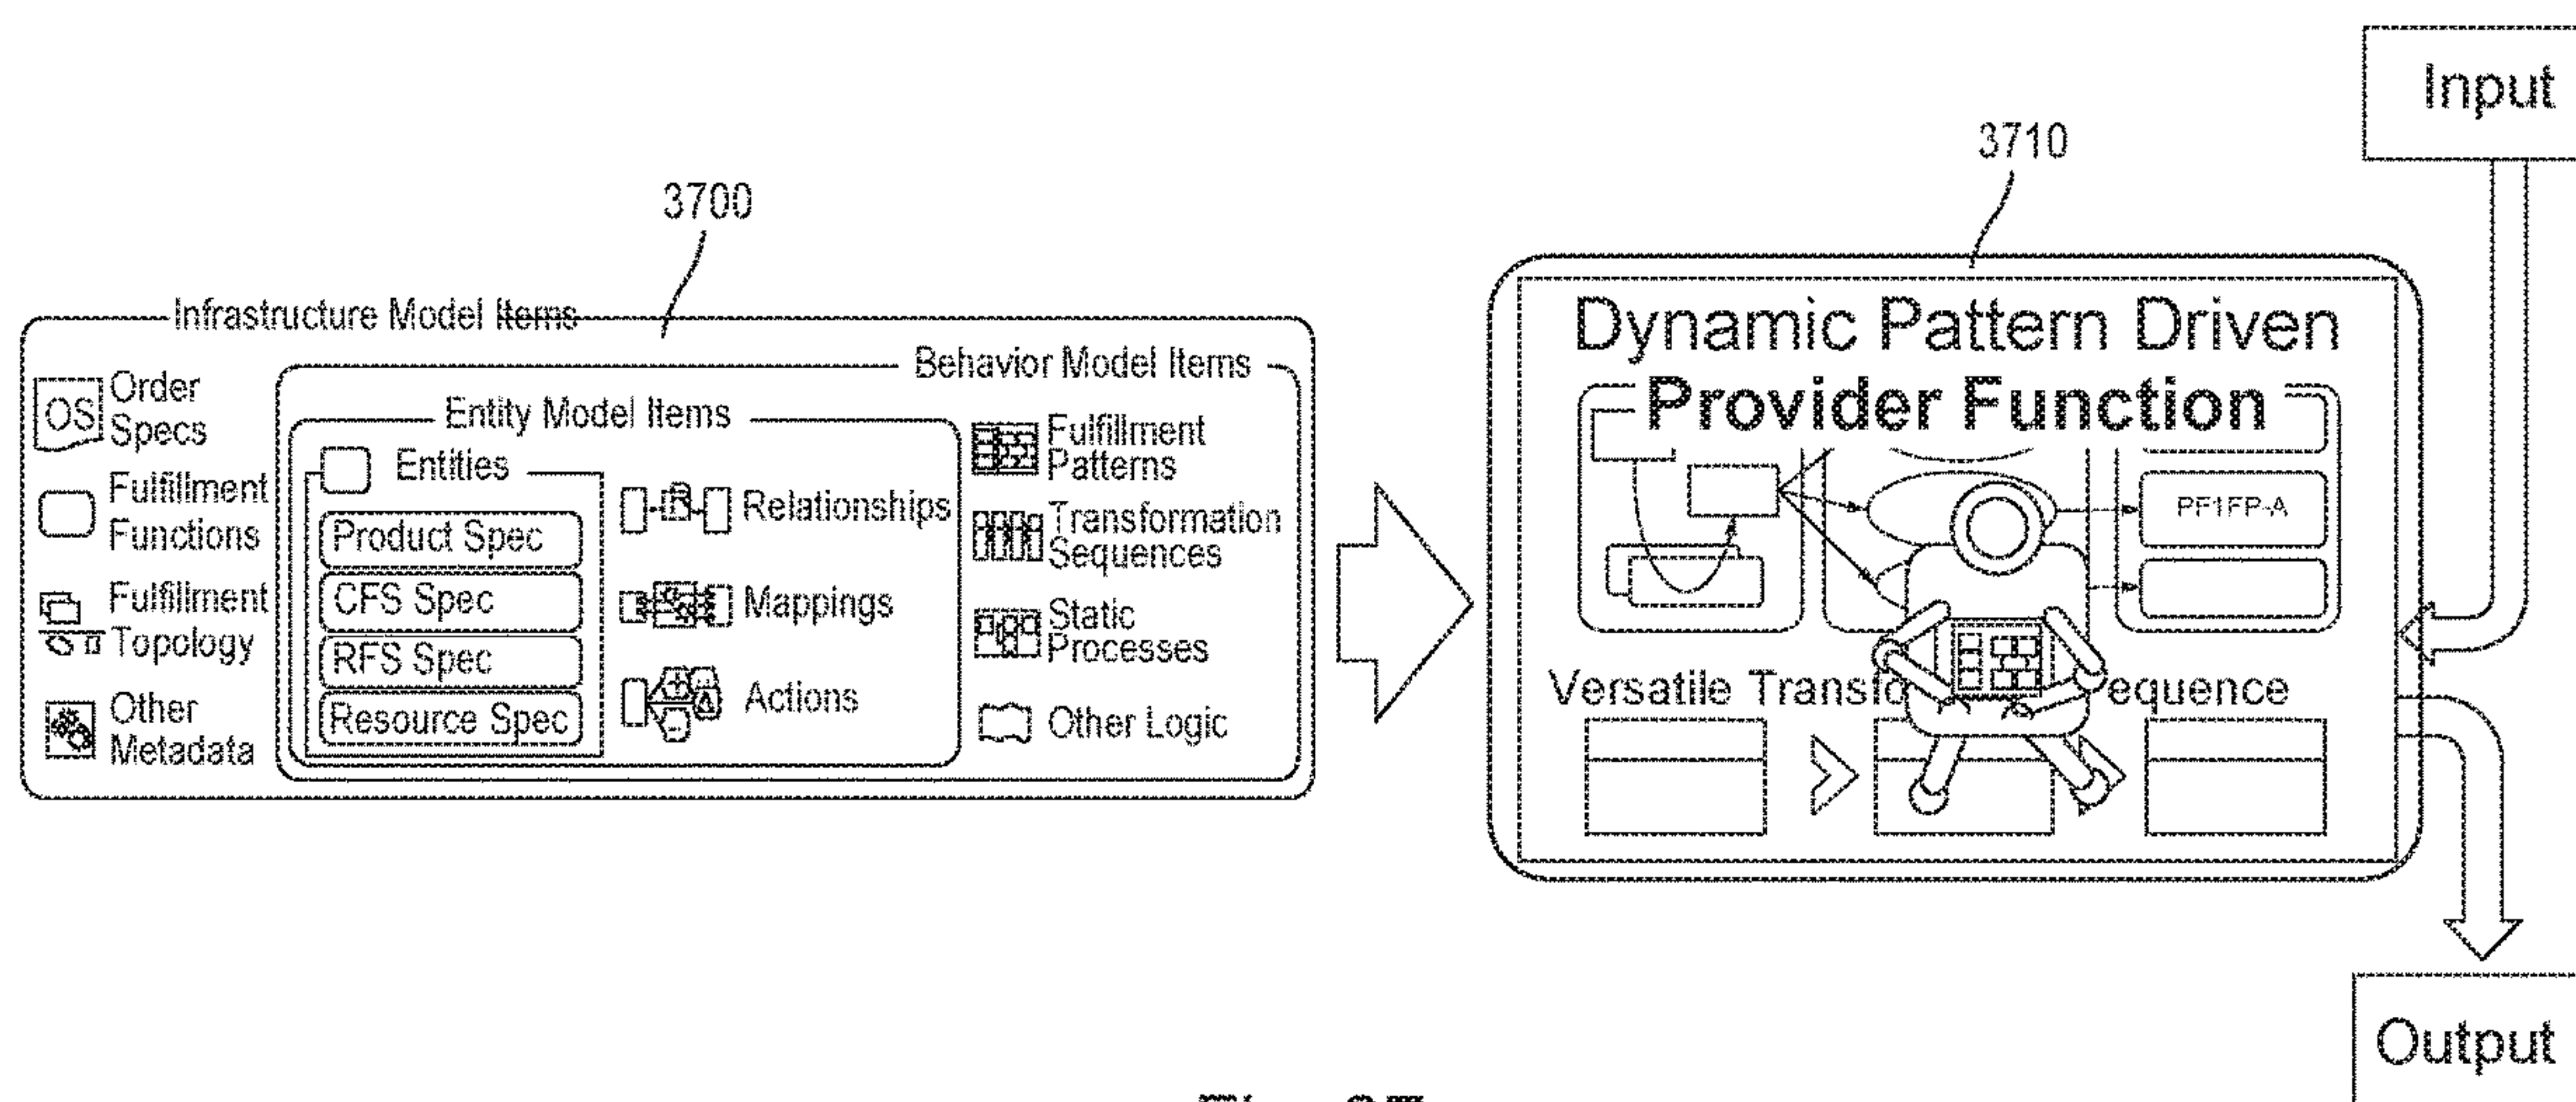 Input
3710
3700
Infrastructure Model Items
Behavior Model Items
Entity Model Items
OS
Order
Specs
Fulfillment
Functions
Fulfillment
Topology
Other
Metadata
Entities
Product Spec
CFS Spec
RFS Spec
Resource Spec
Relationships
Mappings
Actions
Fulfillment
Patterns
Transformation
Sequences
Static
Processes
Other Logic
Dynamic Pattern Driven
Provider Function
PF1FP-A
Versatile Transfo equence
Output